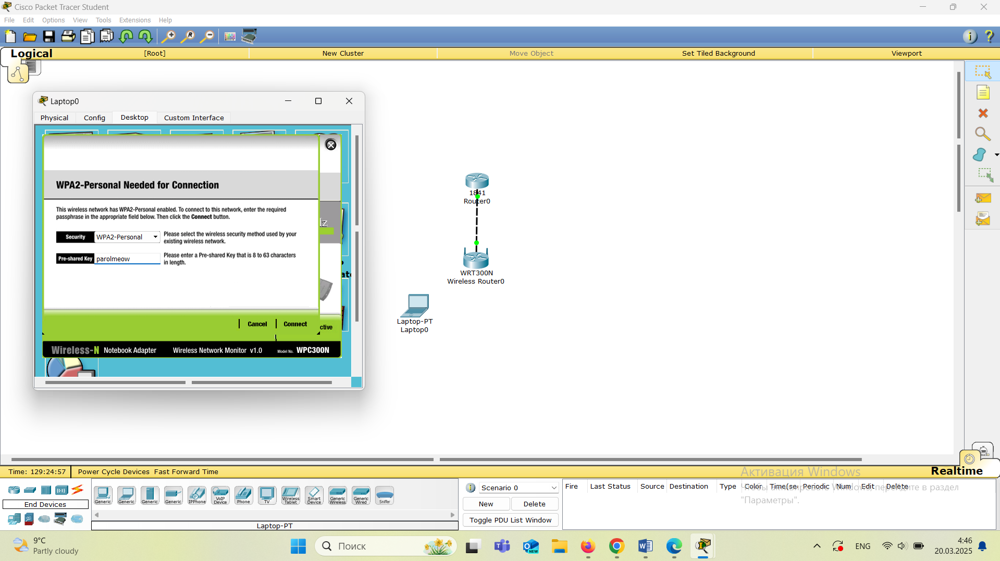 Cisco Packet Tracer Student
File Edit Options View Tools Extensions Help
Logical [Root] New Cluster Move Object Set Tiled Background Viewport
Laptop0
Physical Config Desktop Custom Interface
WPA2-Personal Needed for Connection
This wireless network has WPA2-Personal enabled. To connect to this network, enter the required
passphrase in the appropriate field below. Then click the Connect button.
Security WPA2-Personal Please select the wireless security method used by your
existing wireless network.
Pre-shared Key parolmeow Please enter a Pre-shared Key that is 8 to 63 characters
in length.
Cancel Connect
ctive
Wireless-N Notebook Adapter Wireless Network Monitor v1.0 Model No. WPC300N
1841
Router0
WRT300N
Wireless Router0
Laptop-PT
Laptop0
Time: 129:24:57 Power Cycle Devices Fast Forward Time
Realtime
Активация Windows
Чтобы активировать Windows, перейдите в раздел
"Параметры".
End Devices
Generic Generic Generic Generic IPPhone VoIP Device Phone TV Wireless Tablet Smart Device Generic Wireless Generic Wired Sniffer
Laptop-PT
Scenario 0
New Delete
Toggle PDU List Window
Fire Last Status Source Destination Type Color Time(se Periodic Num Edit Delete
9°C
Partly cloudy
Поиск
ENG
4:46
20.03.2025